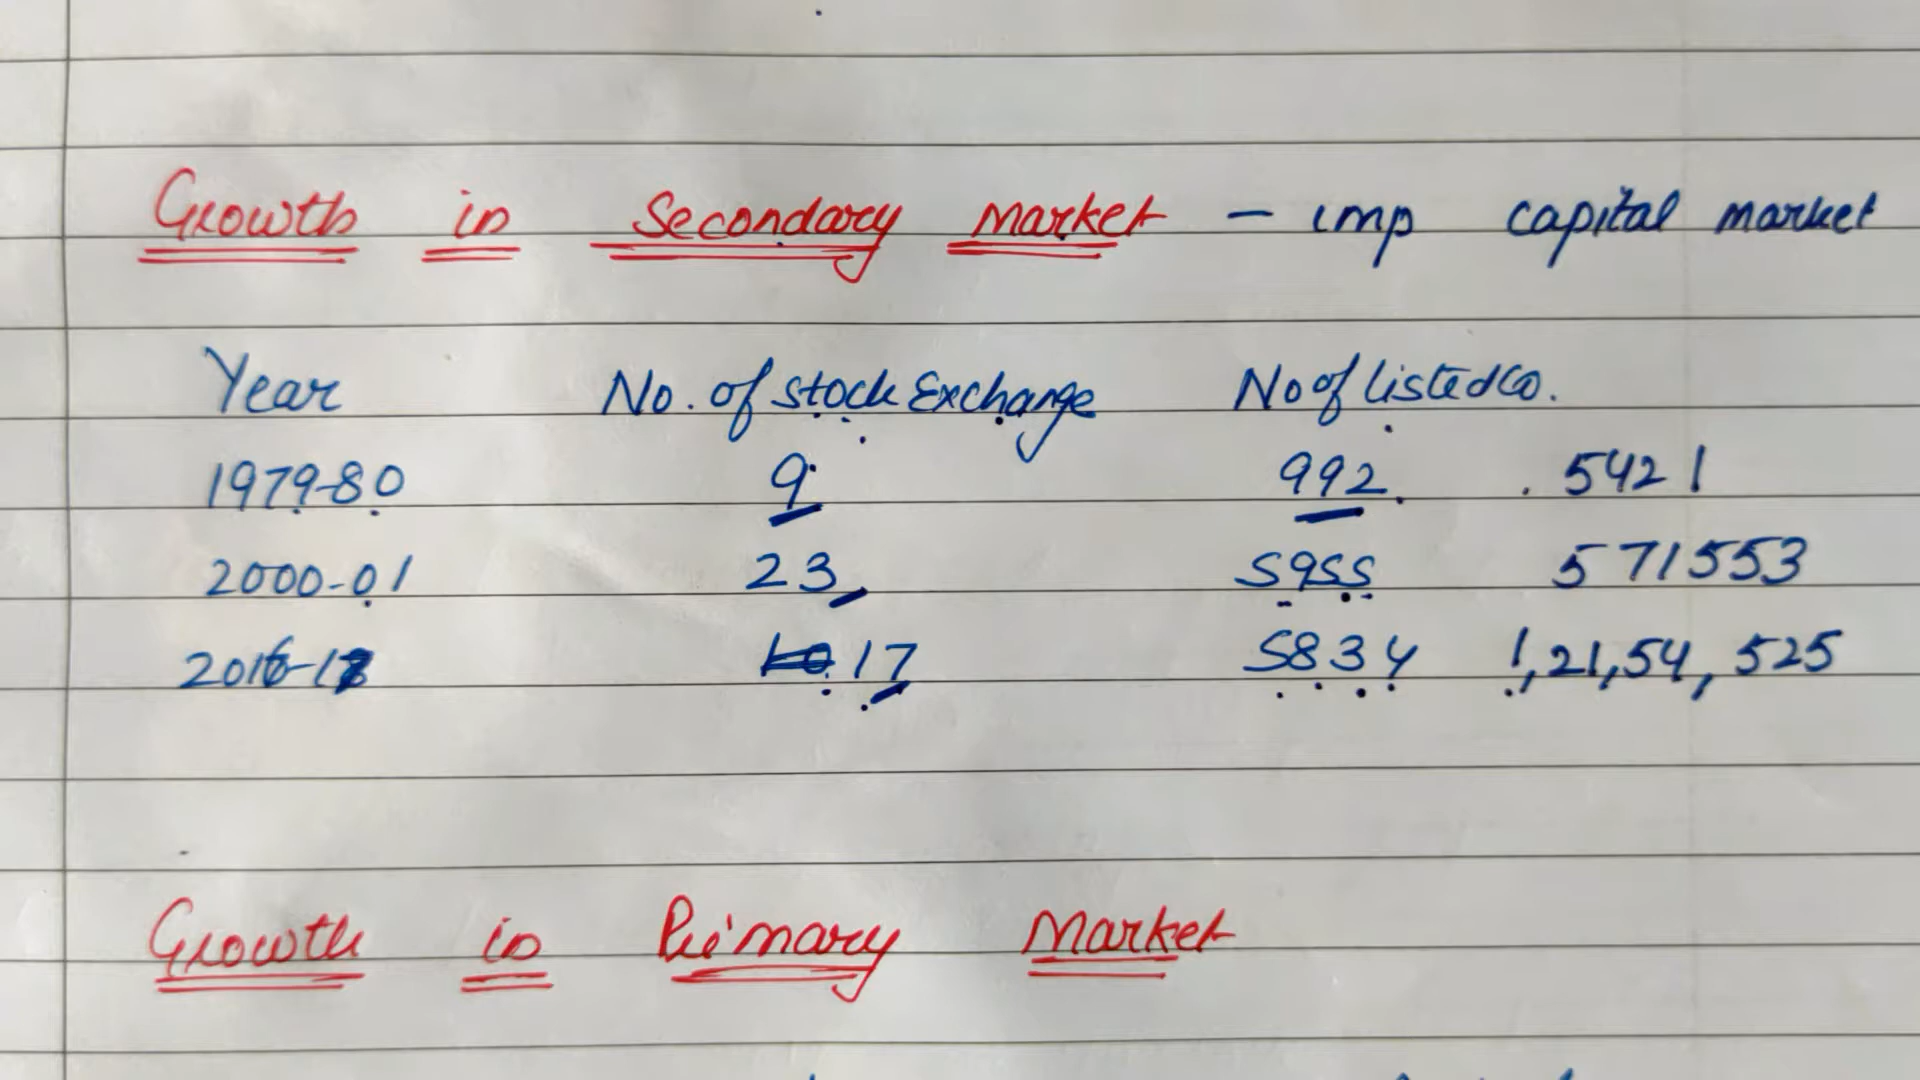 Growth in Secondary market - imp capital market
Year No. of stock Exchange No of listed Co.
1979-80 9 992 5421
2000-01 23 5955 571553
2016-17 17 5834 1,21,54,525
Growth in Primary Market